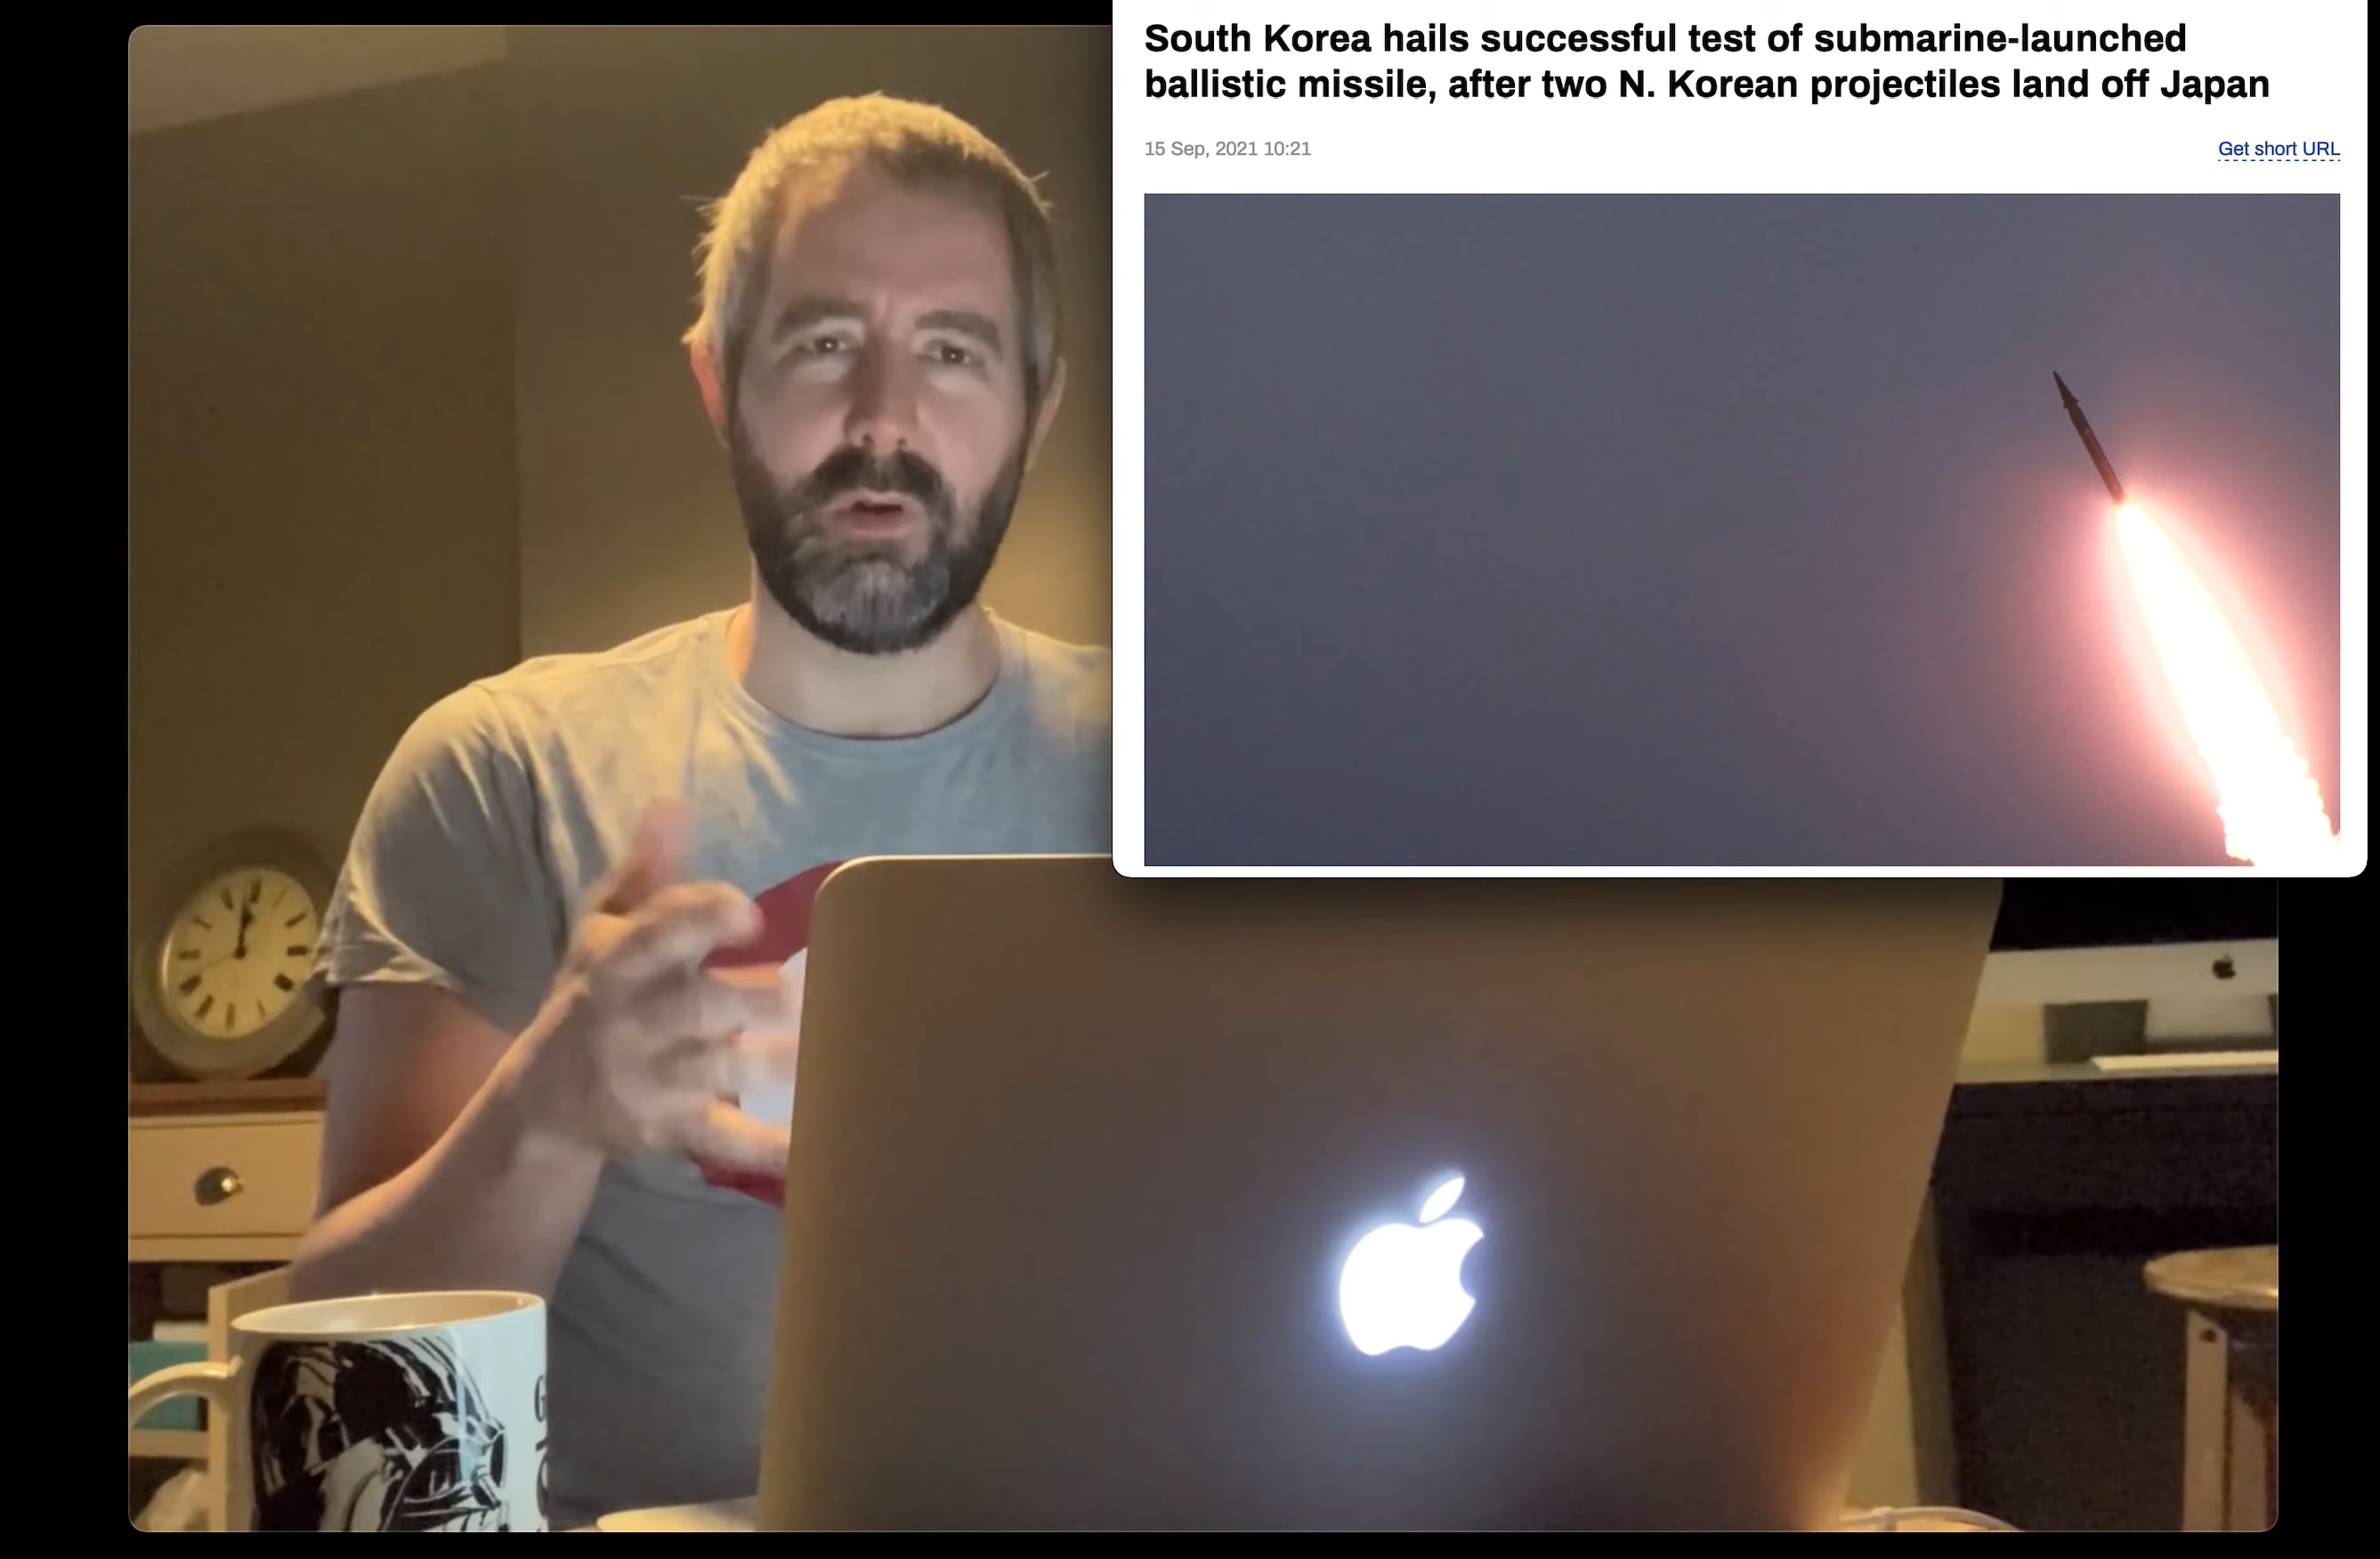 South Korea hails successful test of submarine-launched
ballistic missile, after two N. Korean projectiles land off Japan
15 Sep, 2021 10:21
Get short URL